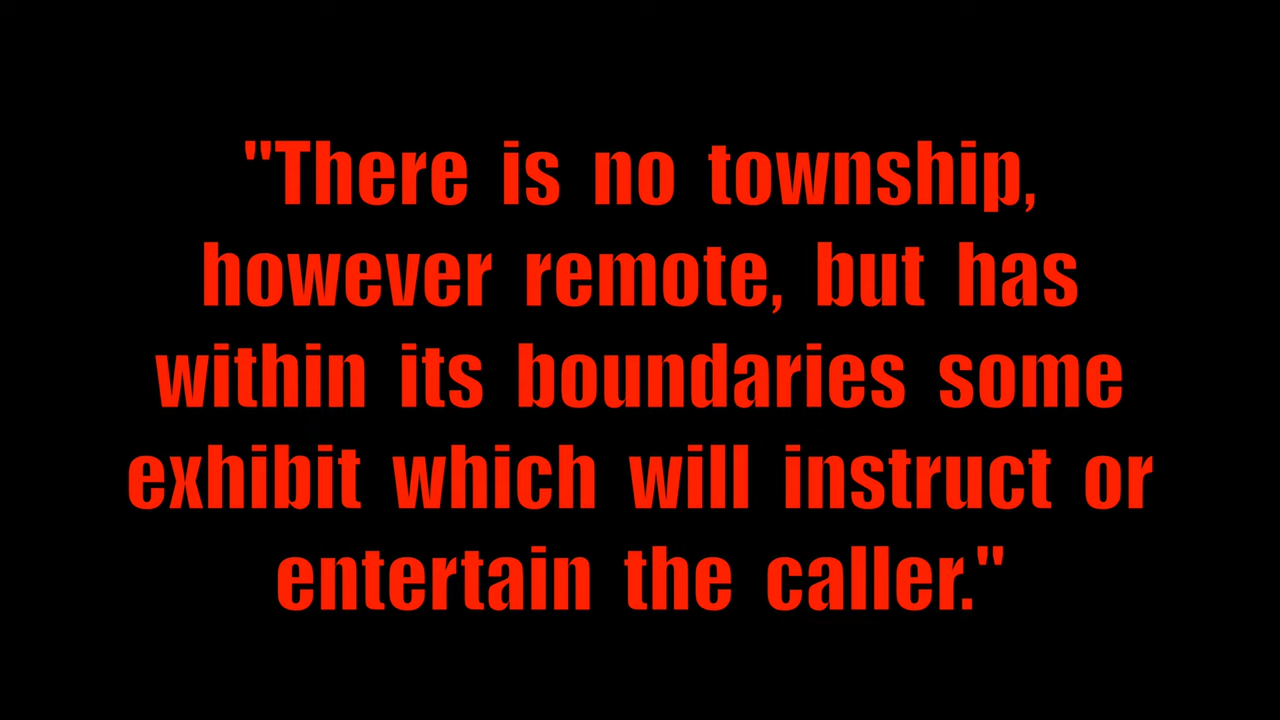 "There is no township,
however remote, but has
within its boundaries some
exhibit which will instruct or
entertain the caller."